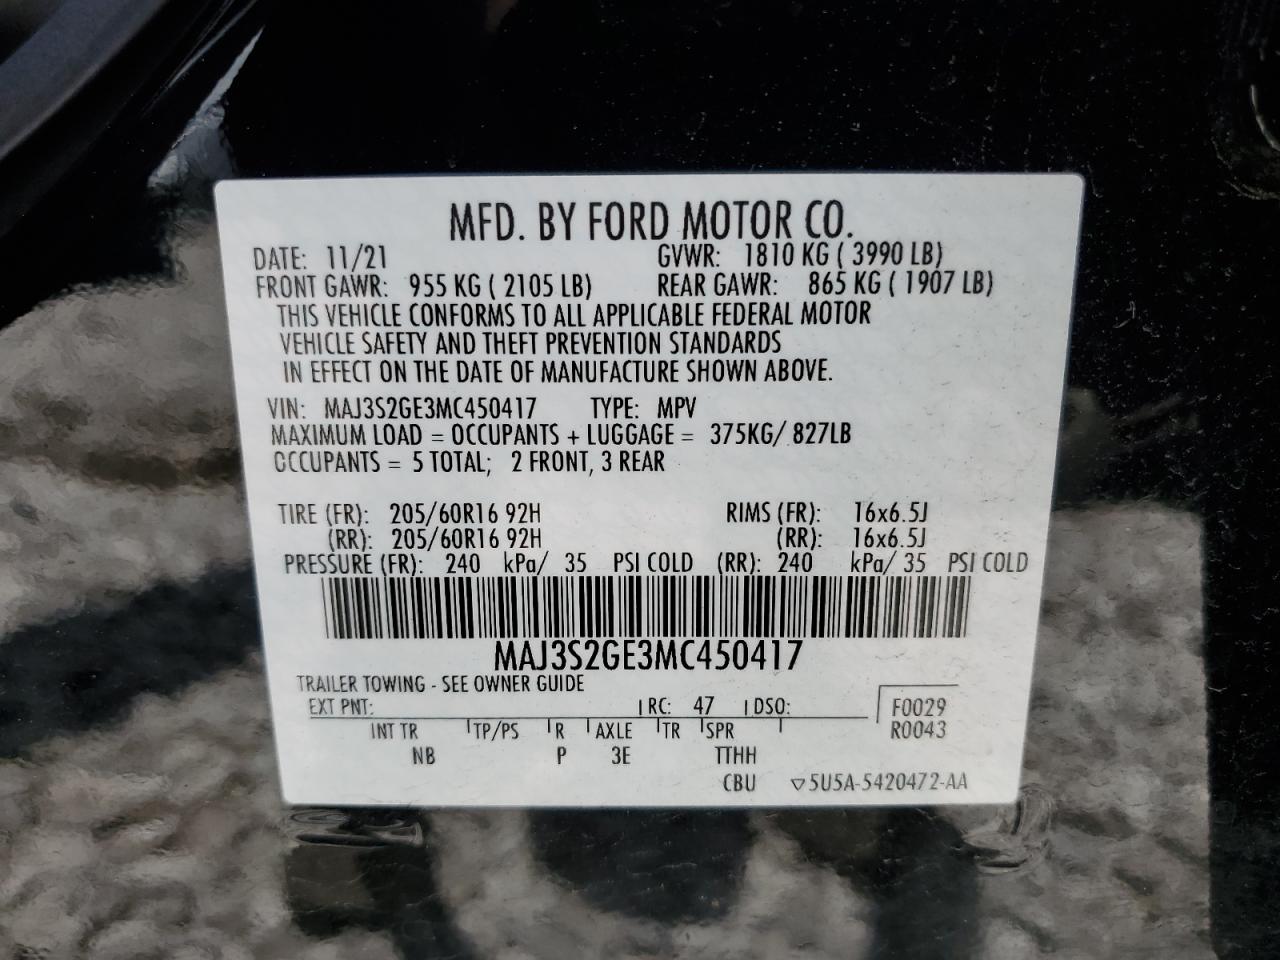 MFD. BY FORD MOTOR CO.
DATE: 11/21 GVWR: 1810 KG ( 3990 LB)
FRONT GAWR: 955 KG ( 2105 LB) REAR GAWR: 865 KG ( 1907 LB)
THIS VEHICLE CONFORMS TO ALL APPLICABLE FEDERAL MOTOR
VEHICLE SAFETY AND THEFT PREVENTION STANDARDS
IN EFFECT ON THE DATE OF MANUFACTURE SHOWN ABOVE.
VIN: MAJ3S2GE3MC450417 TYPE: MPV
MAXIMUM LOAD = OCCUPANTS + LUGGAGE = 375KG/ 827LB
OCCUPANTS = 5 TOTAL; 2 FRONT, 3 REAR
TIRE (FR): 205/60R16 92H RIMS (FR): 16x6.5J
(RR): 205/60R16 92H (RR): 16x6.5J
PRESSURE (FR): 240 kPa/ 35 PSI COLD (RR): 240 kPa/ 35 PSI COLD
MAJ3S2GE3MC450417
TRAILER TOWING - SEE OWNER GUIDE
EXT PNT: RC: 47 DSO: F0029
INT TR TP/PS R AXLE TR SPR R0043
NB P 3E TTHH
CBU ▽5U5A-5420472-AA